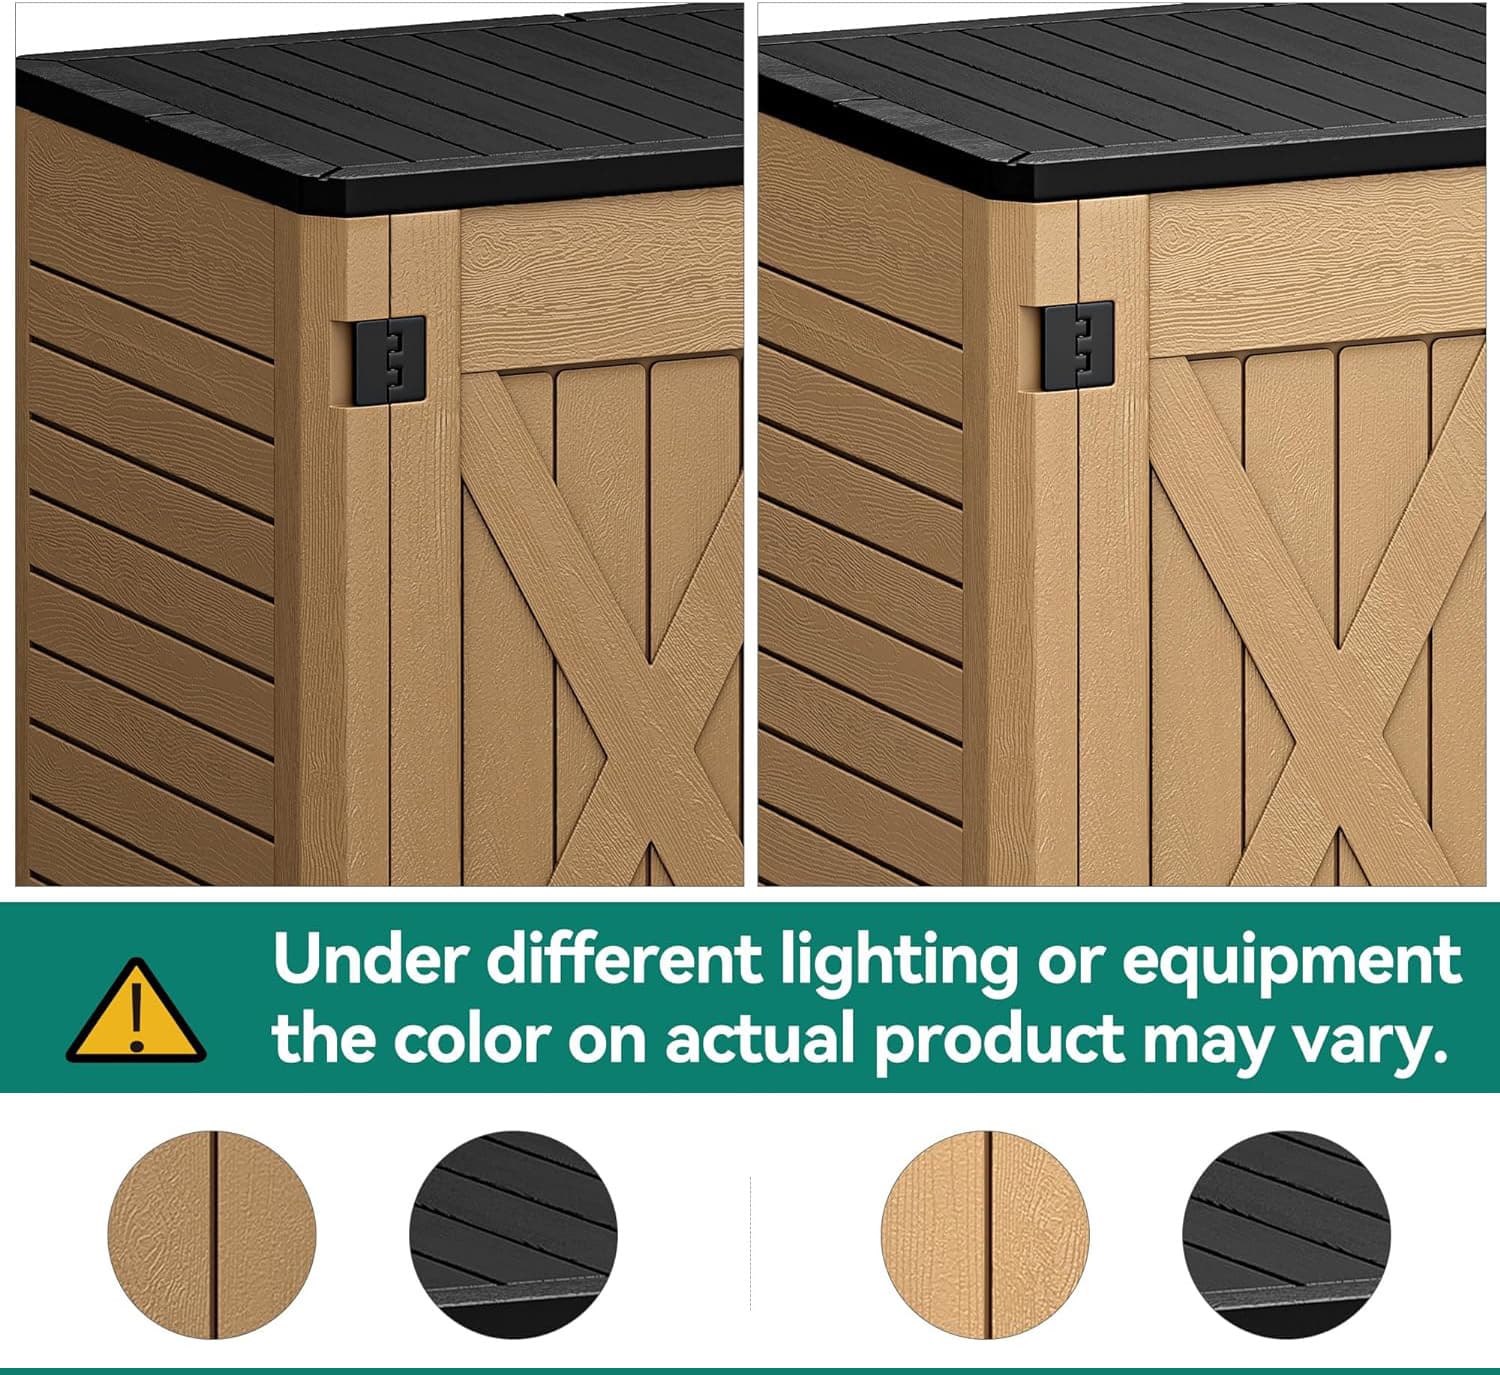 Under different lighting or equipment
the color on actual product may vary.